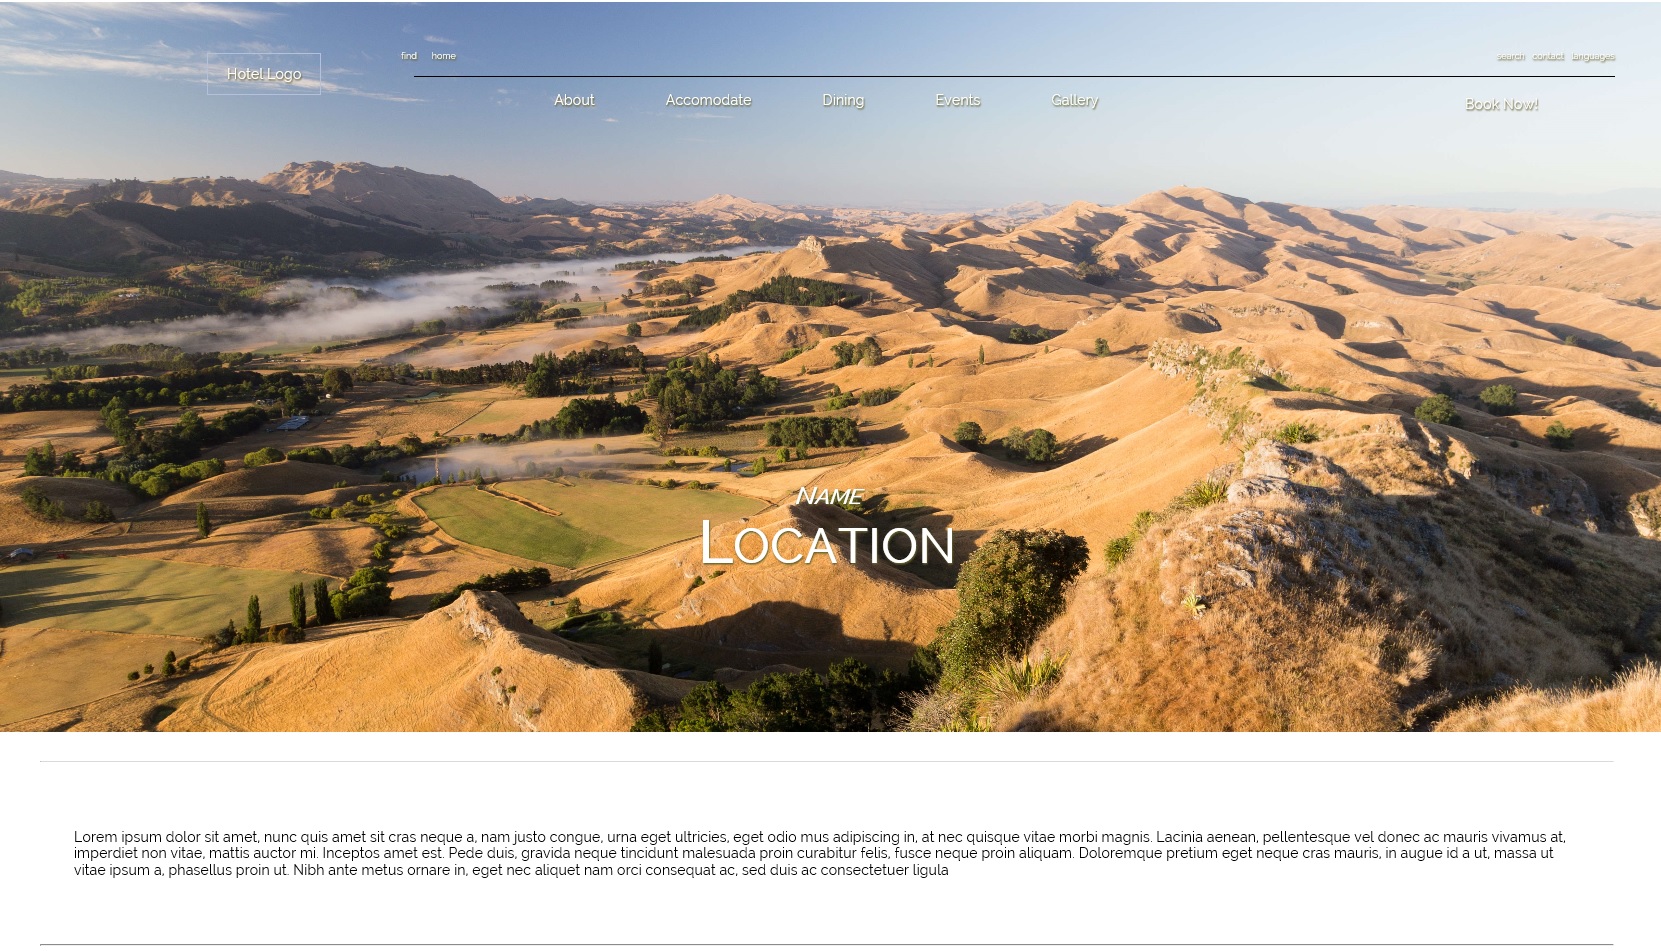 find home
search contact languages
Hotel Logo
About Accomodate Dining Events Gallery
Book Now!
NAME
LOCATION
Lorem ipsum dolor sit amet, nunc quis amet sit cras neque a, nam justo congue, urna eget ultricies, eget odio mus adipiscing in, at nec quisque vitae morbi magnis. Lacinia aenean, pellentesque vel donec ac mauris vivamus at,
imperdiet non vitae, mattis auctor mi. Inceptos amet est. Pede duis, gravida neque tincidunt malesuada proin curabitur felis, fusce neque proin aliquam. Doloremque pretium eget neque cras mauris, in augue id a ut, massa ut
vitae ipsum a, phasellus proin ut. Nibh ante metus ornare in, eget nec aliquet nam orci consequat ac, sed duis ac consectetuer ligula